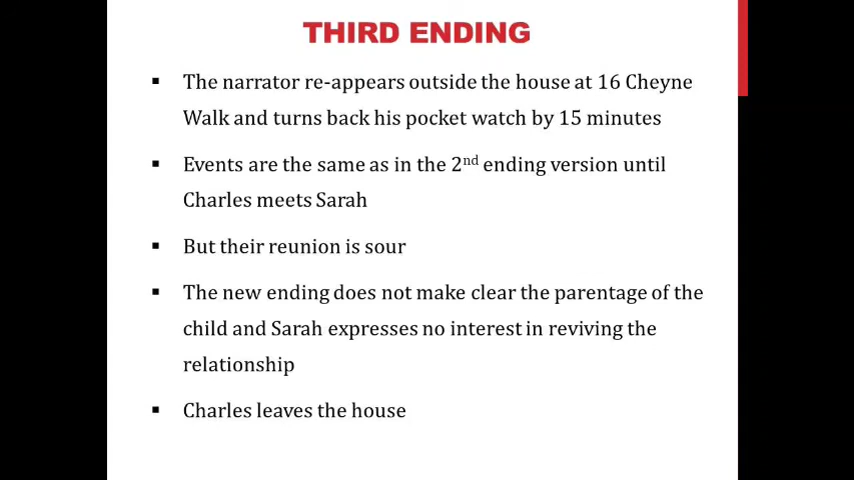 THIRD ENDING
▪ The narrator re-appears outside the house at 16 Cheyne
Walk and turns back his pocket watch by 15 minutes
▪ Events are the same as in the 2nd ending version until
Charles meets Sarah
▪ But their reunion is sour
▪ The new ending does not make clear the parentage of the
child and Sarah expresses no interest in reviving the
relationship
▪ Charles leaves the house